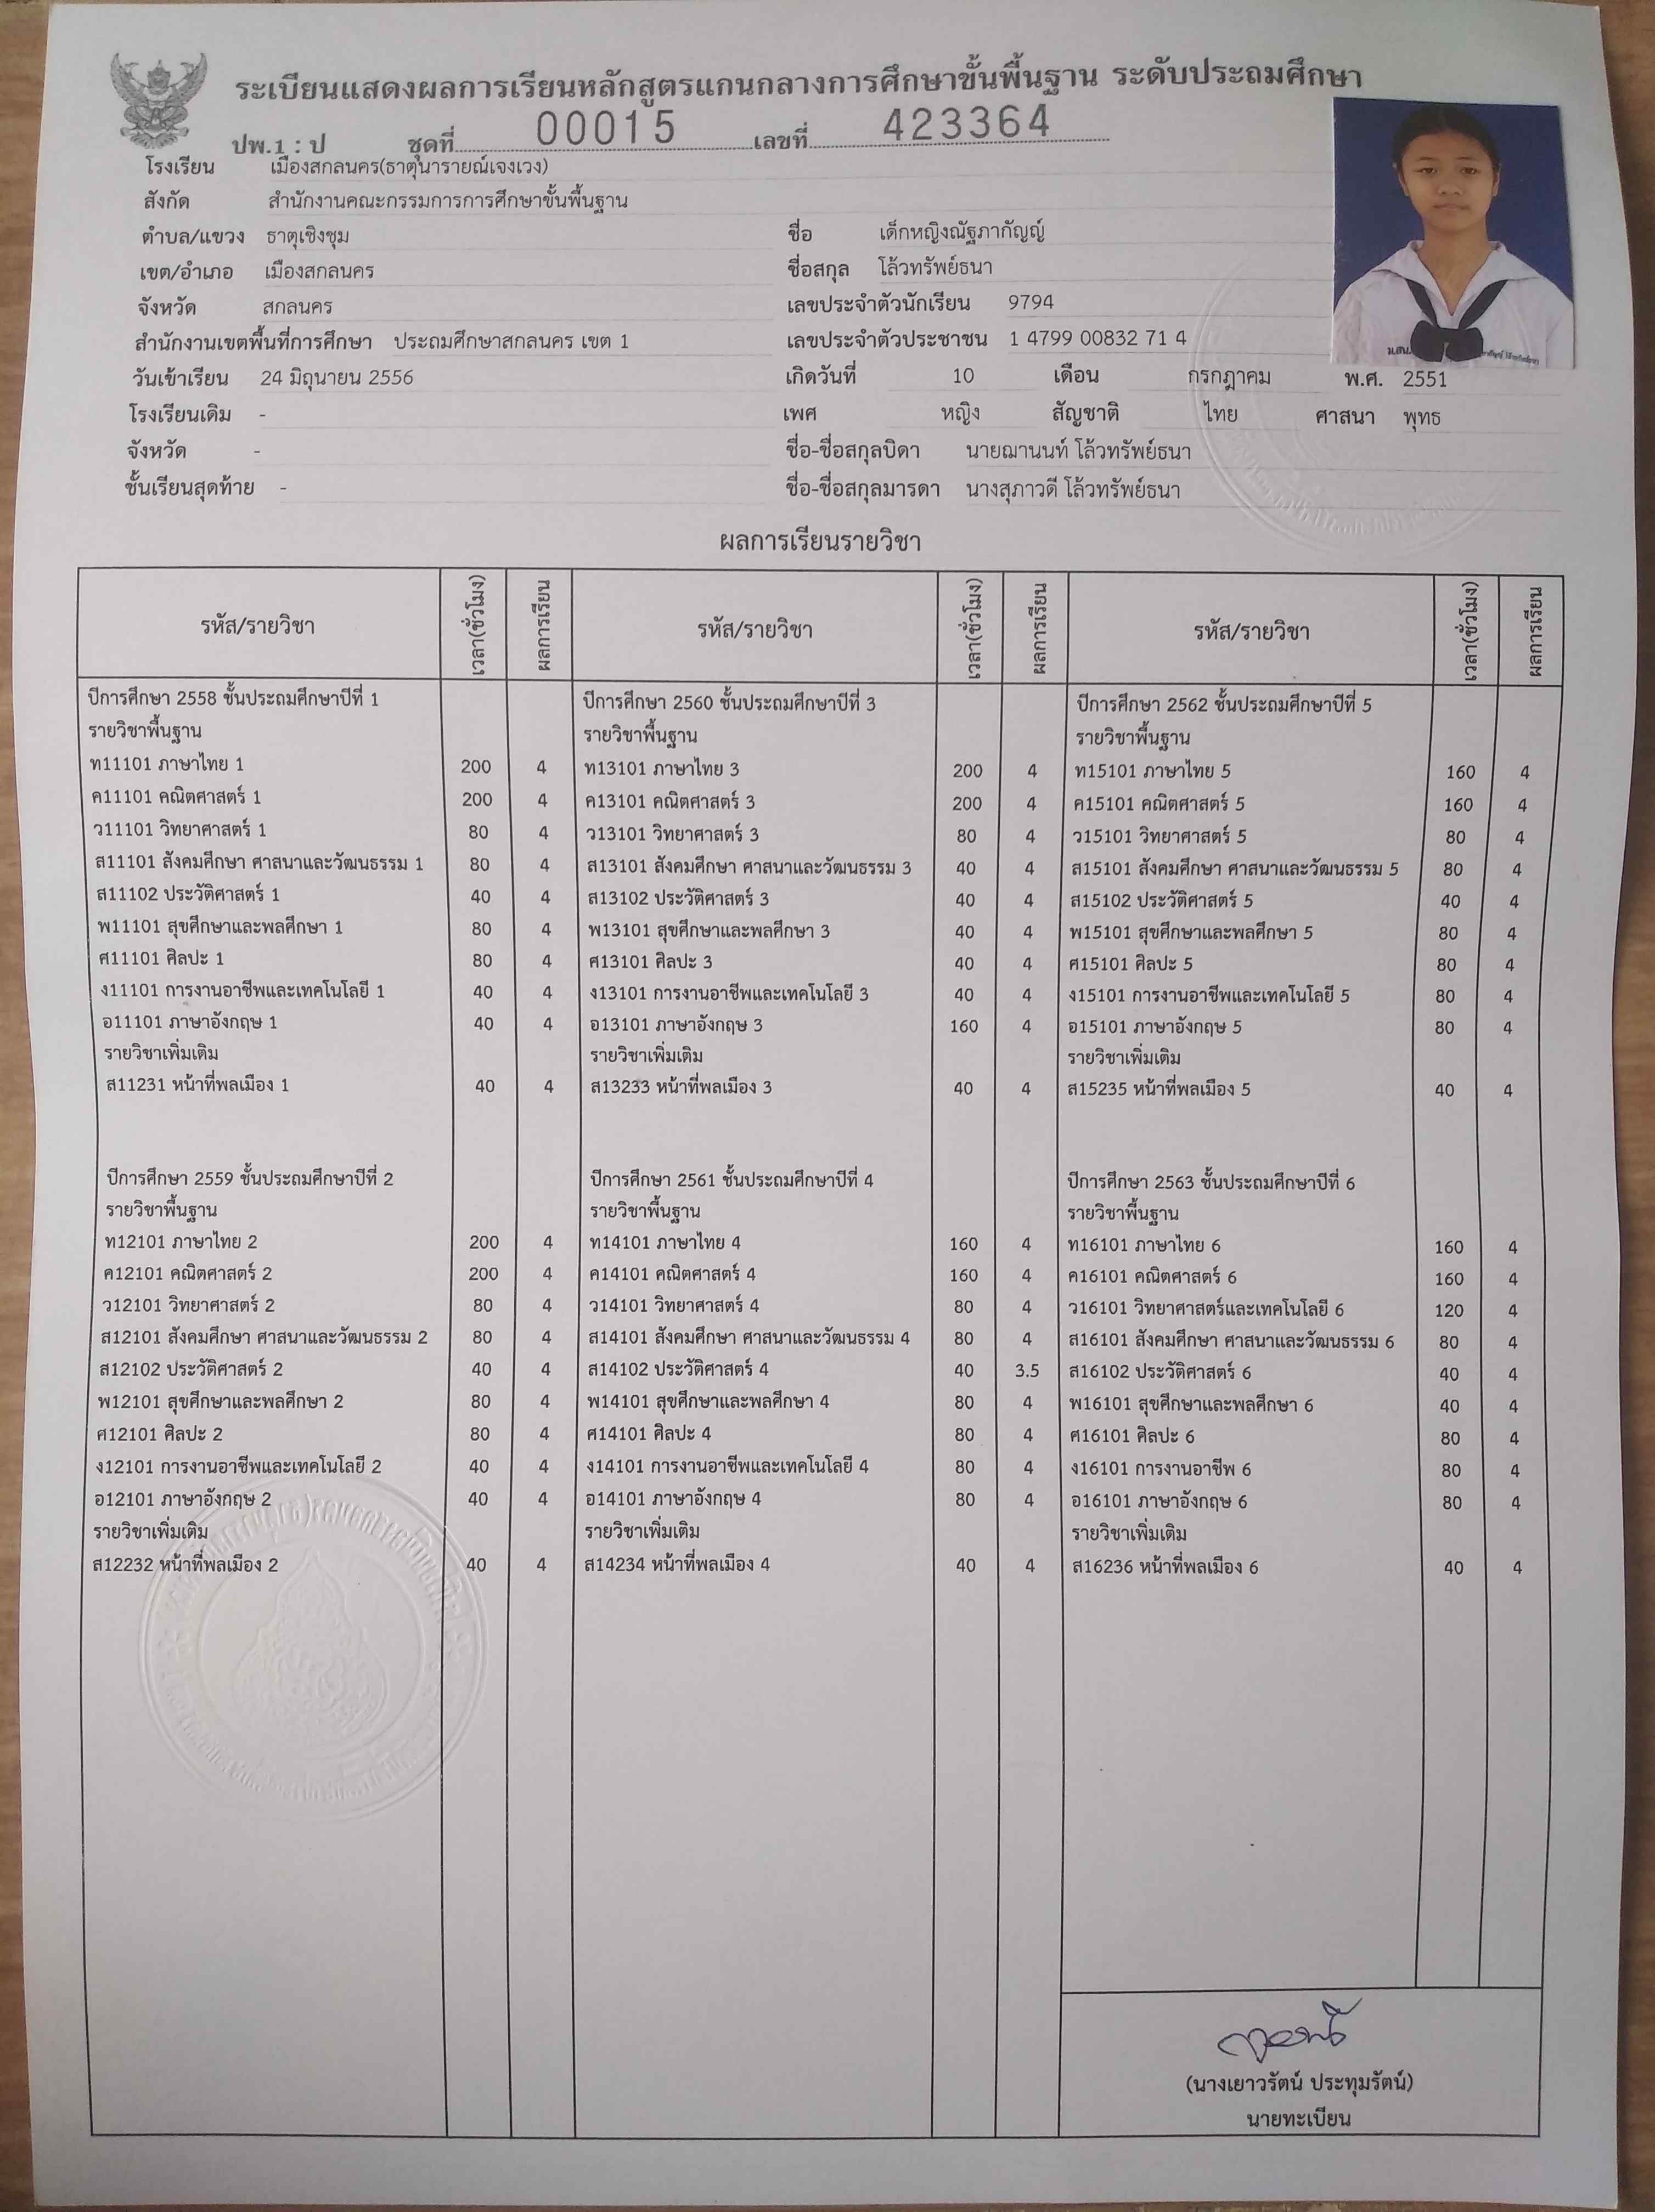 ระเบียนแสดงผลการเรียนหลักสูตรแกนกลางการศึกษาขั้นพื้นฐาน ระดับประถมศึกษา
ปพ.1 : ป ชุดที่ 00015 เลขที่ 423364
โรงเรียน เมืองสกลนคร(ธาตุนารายณ์เจงเวง)
สังกัด สำนักงานคณะกรรมการการศึกษาขั้นพื้นฐาน
ตำบล/แขวง ธาตุเชิงชุม
เขต/อำเภอ เมืองสกลนคร
จังหวัด สกลนคร
สำนักงานเขตพื้นที่การศึกษา ประถมศึกษาสกลนคร เขต 1
วันเข้าเรียน 24 มิถุนายน 2556
โรงเรียนเดิม -
จังหวัด -
ชั้นเรียนสุดท้าย -
ชื่อ เด็กหญิงณัฐภากัญญ์
ชื่อสกุล โล้วทรัพย์ธนา
เลขประจำตัวนักเรียน 9794
เลขประจำตัวประชาชน 1 4799 00832 71 4
เกิดวันที่ 10 เดือน กรกฎาคม พ.ศ. 2551
เพศ หญิง สัญชาติ ไทย ศาสนา พุทธ
ชื่อ-ชื่อสกุลบิดา นายฌานนท์ โล้วทรัพย์ธนา
ชื่อ-ชื่อสกุลมารดา นางสุภาวดี โล้วทรัพย์ธนา
ผลการเรียนรายวิชา
รหัส/รายวิชา เวลา(ชั่วโมง) ผลการเรียน
ปีการศึกษา 2558 ชั้นประถมศึกษาปีที่ 1
รายวิชาพื้นฐาน
ท11101 ภาษาไทย 1 200 4
ค11101 คณิตศาสตร์ 1 200 4
ว11101 วิทยาศาสตร์ 1 80 4
ส11101 สังคมศึกษา ศาสนาและวัฒนธรรม 1 80 4
ส11102 ประวัติศาสตร์ 1 40 4
พ11101 สุขศึกษาและพลศึกษา 1 80 4
ศ11101 ศิลปะ 1 80 4
ง11101 การงานอาชีพและเทคโนโลยี 1 40 4
อ11101 ภาษาอังกฤษ 1 40 4
รายวิชาเพิ่มเติม
ส11231 หน้าที่พลเมือง 1 40 4
ปีการศึกษา 2559 ชั้นประถมศึกษาปีที่ 2
รายวิชาพื้นฐาน
ท12101 ภาษาไทย 2 200 4
ค12101 คณิตศาสตร์ 2 200 4
ว12101 วิทยาศาสตร์ 2 80 4
ส12101 สังคมศึกษา ศาสนาและวัฒนธรรม 2 80 4
ส12102 ประวัติศาสตร์ 2 40 4
พ12101 สุขศึกษาและพลศึกษา 2 80 4
ศ12101 ศิลปะ 2 80 4
ง12101 การงานอาชีพและเทคโนโลยี 2 40 4
อ12101 ภาษาอังกฤษ 2 40 4
รายวิชาเพิ่มเติม
ส12232 หน้าที่พลเมือง 2 40 4
รหัส/รายวิชา เวลา(ชั่วโมง) ผลการเรียน
ปีการศึกษา 2560 ชั้นประถมศึกษาปีที่ 3
รายวิชาพื้นฐาน
ท13101 ภาษาไทย 3 200 4
ค13101 คณิตศาสตร์ 3 200 4
ว13101 วิทยาศาสตร์ 3 80 4
ส13101 สังคมศึกษา ศาสนาและวัฒนธรรม 3 40 4
ส13102 ประวัติศาสตร์ 3 40 4
พ13101 สุขศึกษาและพลศึกษา 3 40 4
ศ13101 ศิลปะ 3 40 4
ง13101 การงานอาชีพและเทคโนโลยี 3 40 4
อ13101 ภาษาอังกฤษ 3 160 4
รายวิชาเพิ่มเติม
ส13233 หน้าที่พลเมือง 3 40 4
ปีการศึกษา 2561 ชั้นประถมศึกษาปีที่ 4
รายวิชาพื้นฐาน
ท14101 ภาษาไทย 4 160 4
ค14101 คณิตศาสตร์ 4 160 4
ว14101 วิทยาศาสตร์ 4 80 4
ส14101 สังคมศึกษา ศาสนาและวัฒนธรรม 4 80 4
ส14102 ประวัติศาสตร์ 4 40 3.5
พ14101 สุขศึกษาและพลศึกษา 4 80 4
ศ14101 ศิลปะ 4 80 4
ง14101 การงานอาชีพและเทคโนโลยี 4 80 4
อ14101 ภาษาอังกฤษ 4 80 4
รายวิชาเพิ่มเติม
ส14234 หน้าที่พลเมือง 4 40 4
รหัส/รายวิชา เวลา(ชั่วโมง) ผลการเรียน
ปีการศึกษา 2562 ชั้นประถมศึกษาปีที่ 5
รายวิชาพื้นฐาน
ท15101 ภาษาไทย 5 160 4
ค15101 คณิตศาสตร์ 5 160 4
ว15101 วิทยาศาสตร์ 5 80 4
ส15101 สังคมศึกษา ศาสนาและวัฒนธรรม 5 80 4
ส15102 ประวัติศาสตร์ 5 40 4
พ15101 สุขศึกษาและพลศึกษา 5 80 4
ศ15101 ศิลปะ 5 80 4
ง15101 การงานอาชีพและเทคโนโลยี 5 80 4
อ15101 ภาษาอังกฤษ 5 80 4
รายวิชาเพิ่มเติม
ส15235 หน้าที่พลเมือง 5 40 4
ปีการศึกษา 2563 ชั้นประถมศึกษาปีที่ 6
รายวิชาพื้นฐาน
ท16101 ภาษาไทย 6 160 4
ค16101 คณิตศาสตร์ 6 160 4
ว16101 วิทยาศาสตร์และเทคโนโลยี 6 120 4
ส16101 สังคมศึกษา ศาสนาและวัฒนธรรม 6 80 4
ส16102 ประวัติศาสตร์ 6 40 4
พ16101 สุขศึกษาและพลศึกษา 6 40 4
ศ16101 ศิลปะ 6 80 4
ง16101 การงานอาชีพ 6 80 4
อ16101 ภาษาอังกฤษ 6 80 4
รายวิชาเพิ่มเติม
ส16236 หน้าที่พลเมือง 6 40 4
(นางเยาวรัตน์ ประทุมรัตน์)
นายทะเบียน